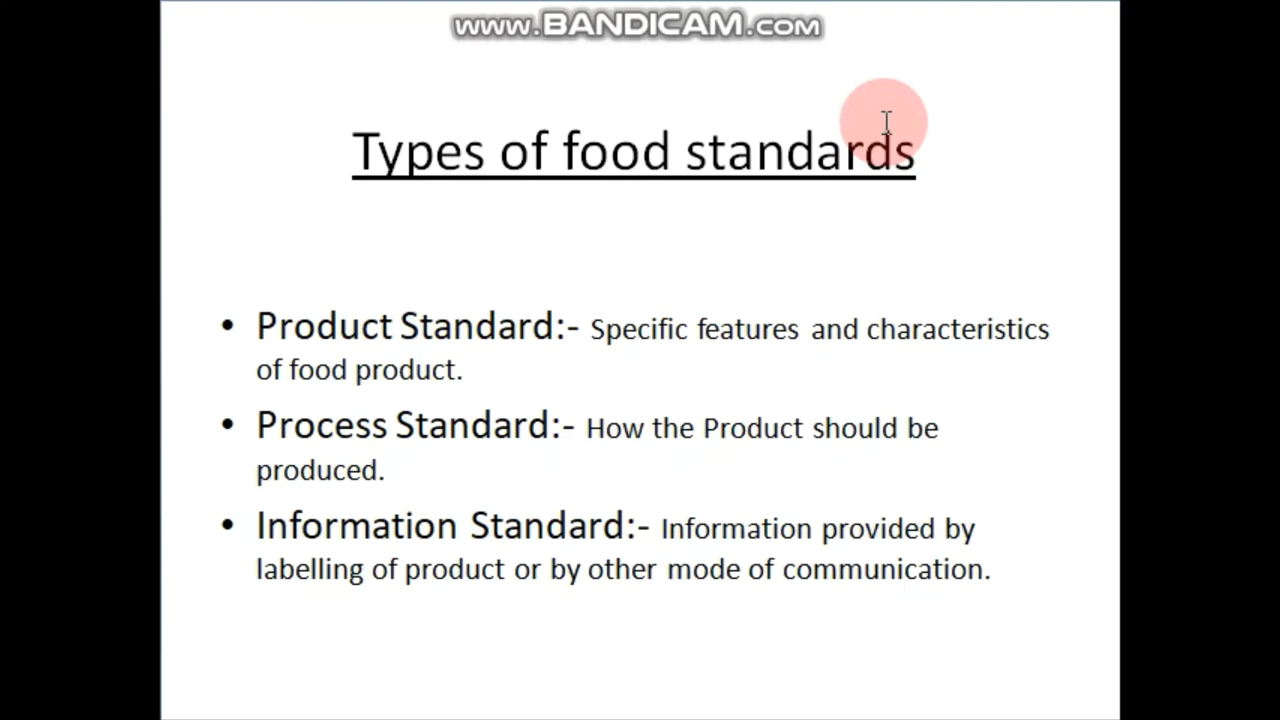 www.BANDICAM.com
Types of food standards
• Product Standard:- Specific features and characteristics
of food product.
• Process Standard:- How the Product should be
produced.
• Information Standard:- Information provided by
labelling of product or by other mode of communication.